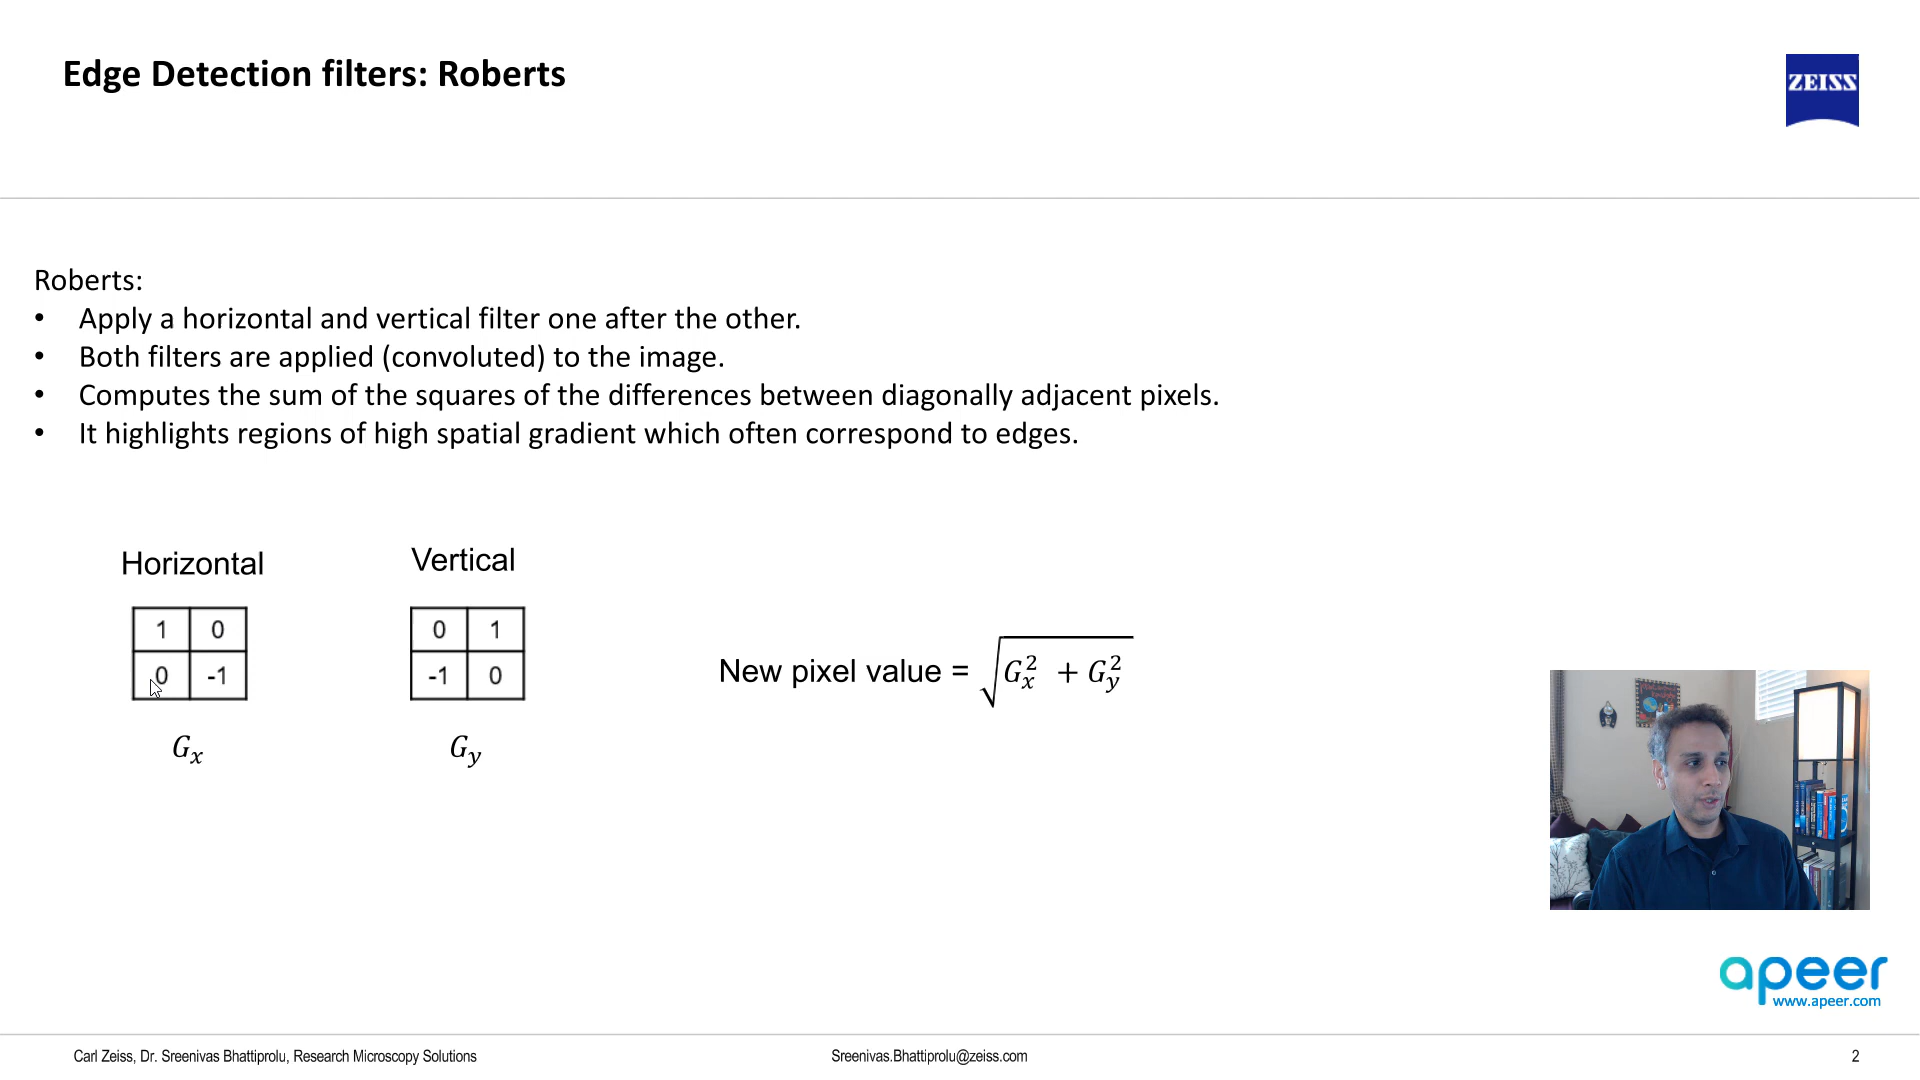 Edge Detection filters: Roberts
ZEISS
Roberts:
• Apply a horizontal and vertical filter one after the other.
• Both filters are applied (convoluted) to the image.
• Computes the sum of the squares of the differences between diagonally adjacent pixels.
• It highlights regions of high spatial gradient which often correspond to edges.
Horizontal
Vertical
1 0
0 -1
0 1
-1 0
Gx
Gy
New pixel value = √(Gx² + Gy²)
apeer
www.apeer.com
Carl Zeiss, Dr. Sreenivas Bhattiprolu, Research Microscopy Solutions
Sreenivas.Bhattiprolu@zeiss.com
2